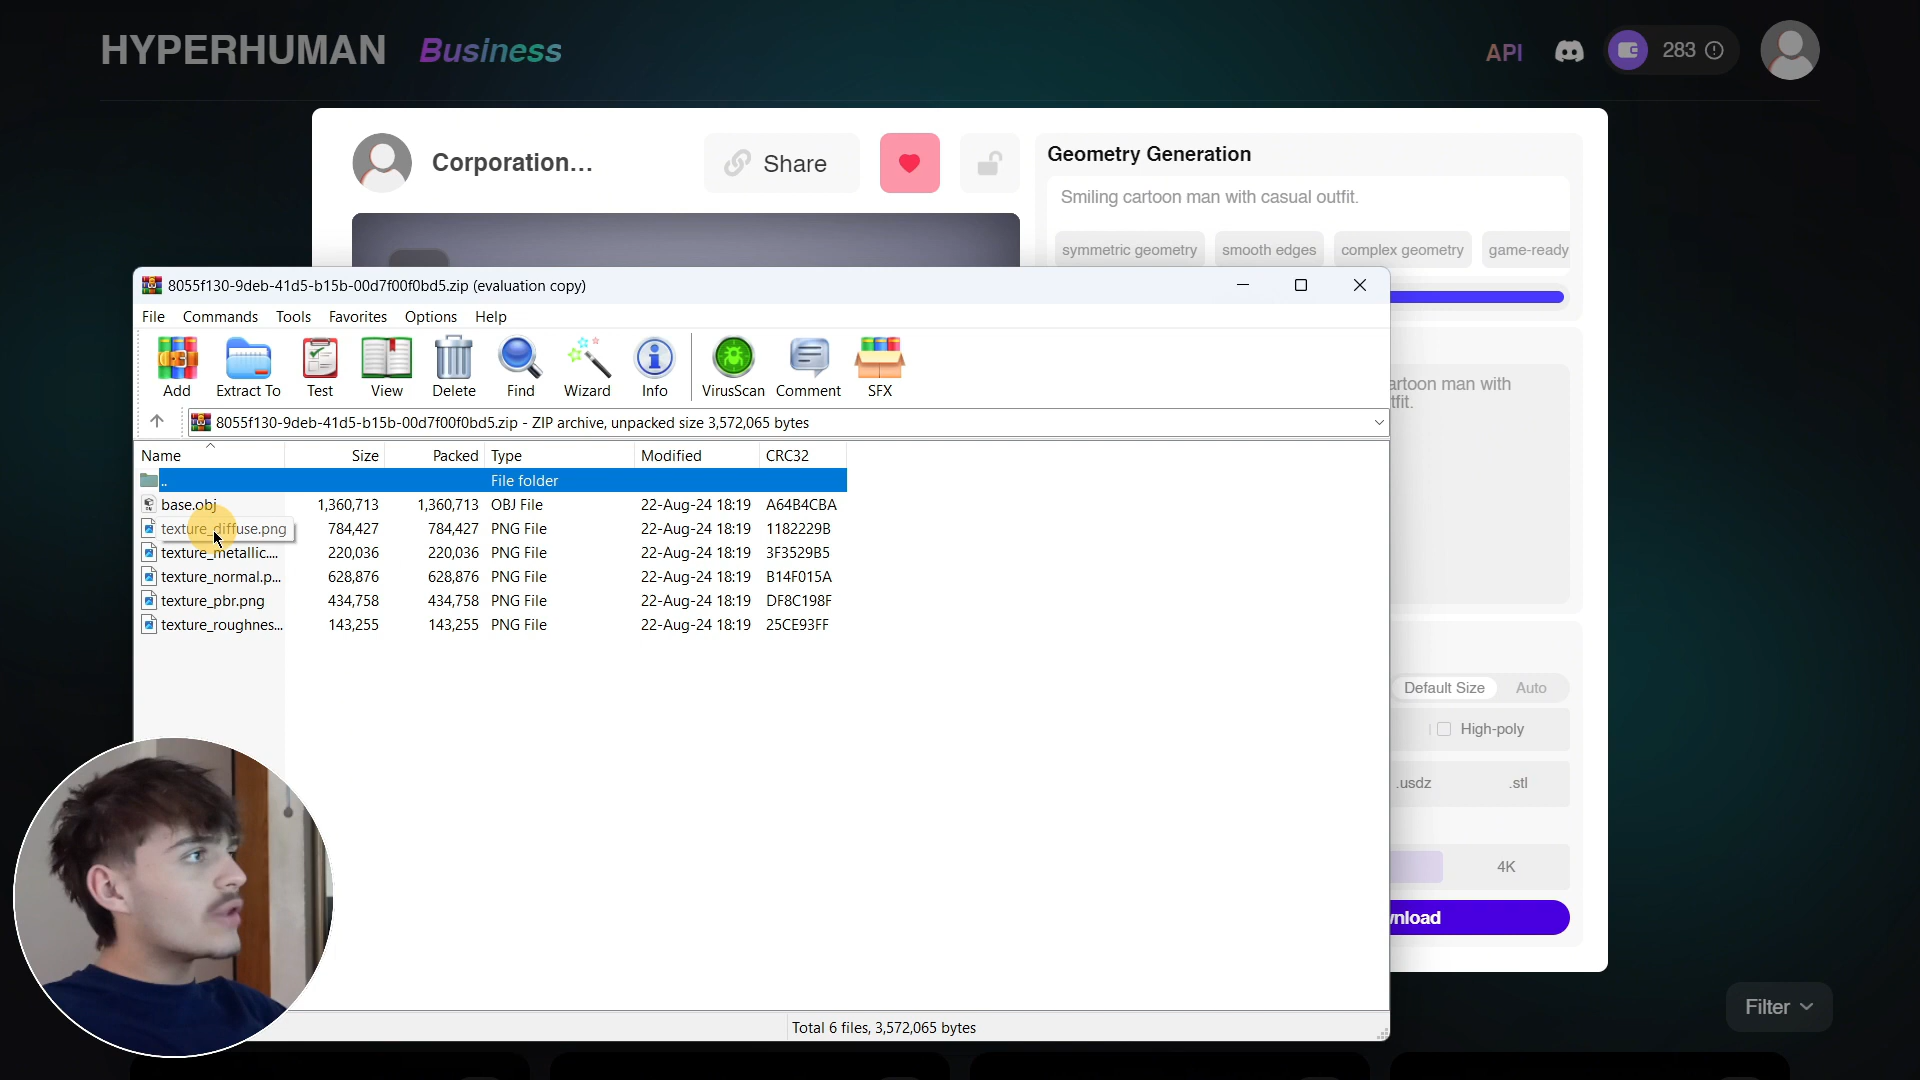 HYPERHUMAN Business API 283
Corporation...
Share
Geometry Generation
Smiling cartoon man with casual outfit.
symmetric geometry smooth edges complex geometry game-ready
8055f130-9deb-41d5-b15b-00d7f00f0bd5.zip (evaluation copy)
File Commands Tools Favorites Options Help
Add Extract To Test View Delete Find Wizard Info VirusScan Comment SFX
8055f130-9deb-41d5-b15b-00d7f00f0bd5.zip - ZIP archive, unpacked size 3,572,065 bytes
artoon man with
tfit.
Name Size Packed Type Modified CRC32
.. File folder
base.obj 1,360,713 1,360,713 OBJ File 22-Aug-24 18:19 A64B4CBA
texture_diffuse.png 784,427 784,427 PNG File 22-Aug-24 18:19 1182229B
texture_metallic.... 220,036 220,036 PNG File 22-Aug-24 18:19 3F3529B5
texture_normal.p... 628,876 628,876 PNG File 22-Aug-24 18:19 B14F015A
texture_pbr.png 434,758 434,758 PNG File 22-Aug-24 18:19 DF8C198F
texture_roughnes... 143,255 143,255 PNG File 22-Aug-24 18:19 25CE93FF
Default Size Auto
High-poly
.usdz .stl
4K
wnload
Filter
Total 6 files, 3,572,065 bytes